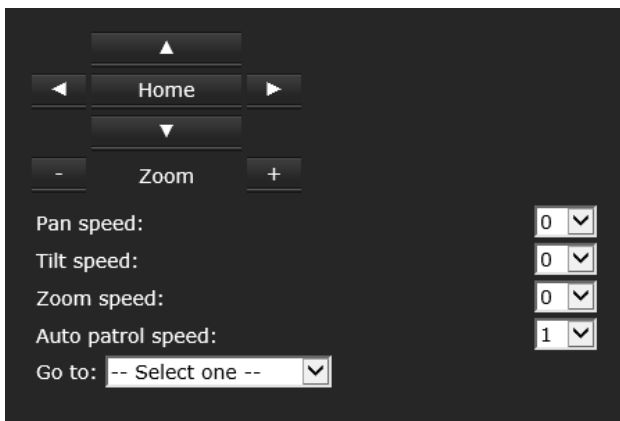 ▲
◄ Home ►
▼
- Zoom +
Pan speed: 0
Tilt speed: 0
Zoom speed: 0
Auto patrol speed: 1
Go to: -- Select one --